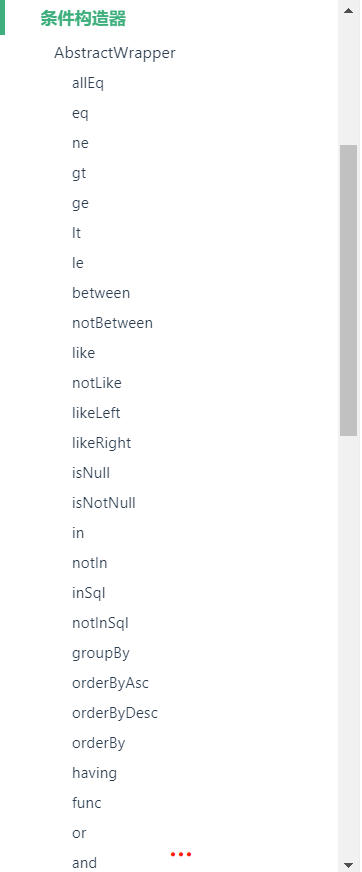 条件构造器
AbstractWrapper
allEq
eq
ne
gt
ge
lt
le
between
notBetween
like
notLike
likeLeft
likeRight
isNull
isNotNull
in
notIn
inSql
notInSql
groupBy
orderByAsc
orderByDesc
orderBy
having
func
or
and
...